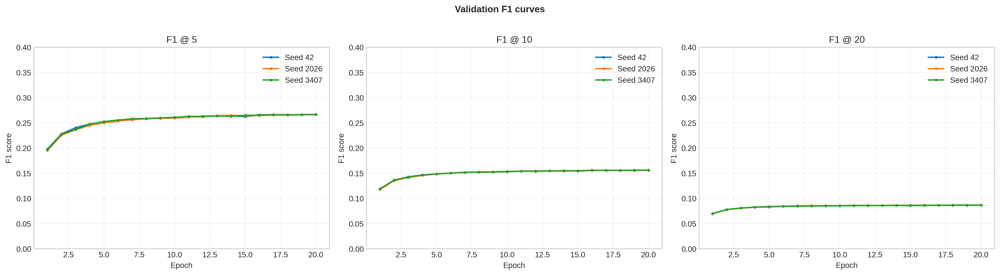 Validation F1 curves
F1 @ 5
0.40
0.35
0.30
0.25
0.20
0.15
0.10
0.05
0.00
F1 score
2.5 5.0 7.5 10.0 12.5 15.0 17.5 20.0
Epoch
Seed 42
Seed 2026
Seed 3407
F1 @ 10
0.40
0.35
0.30
0.25
0.20
0.15
0.10
0.05
0.00
F1 score
2.5 5.0 7.5 10.0 12.5 15.0 17.5 20.0
Epoch
Seed 42
Seed 2026
Seed 3407
F1 @ 20
0.40
0.35
0.30
0.25
0.20
0.15
0.10
0.05
0.00
F1 score
2.5 5.0 7.5 10.0 12.5 15.0 17.5 20.0
Epoch
Seed 42
Seed 2026
Seed 3407